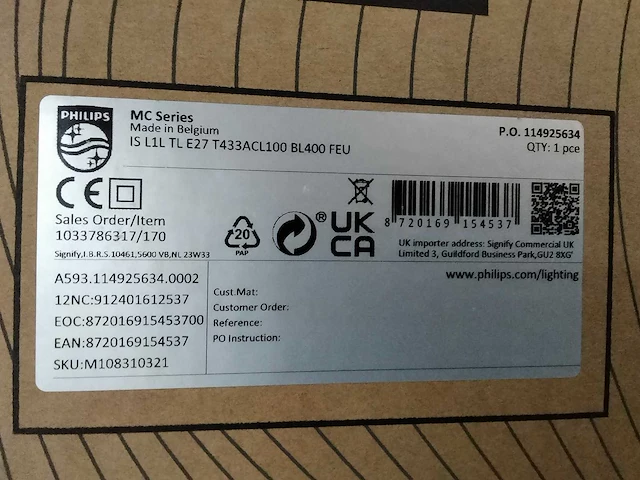 PHILIPS
MC Series
Made in Belgium
IS L1L TL E27 T433ACL100 BL400 FEU
P.O. 114925634
QTY: 1 pce
CE
Sales Order/Item
1033786317/170
Signify,I.B.R.S.10461,5600 VB,NL 23W33
20
PAP
®
UK
CA
8 720169 154537
UK importer address: Signify Commercial UK
Limited 3, Guildford Business Park,GU2 8XG'
www.philips.com/lighting
A593.114925634.0002
12NC:912401612537
EOC:872016915453700
EAN:8720169154537
SKU:M108310321
Cust.Mat:
Customer Order:
Reference:
PO Instruction: